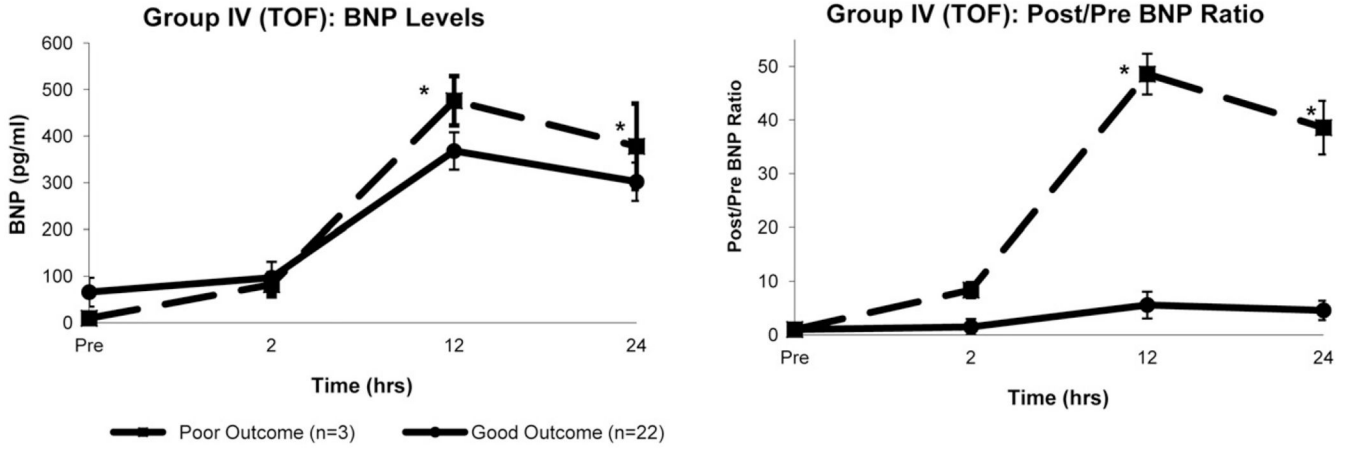 Group IV (TOF): BNP Levels
600
500
400
300
200
100
0
BNP (pg/ml)
*
*
Pre 2 12 24
Time (hrs)
Poor Outcome (n=3) Good Outcome (n=22)
Group IV (TOF): Post/Pre BNP Ratio
50
40
30
20
10
0
Post/Pre BNP Ratio
*
*
Pre 2 12 24
Time (hrs)